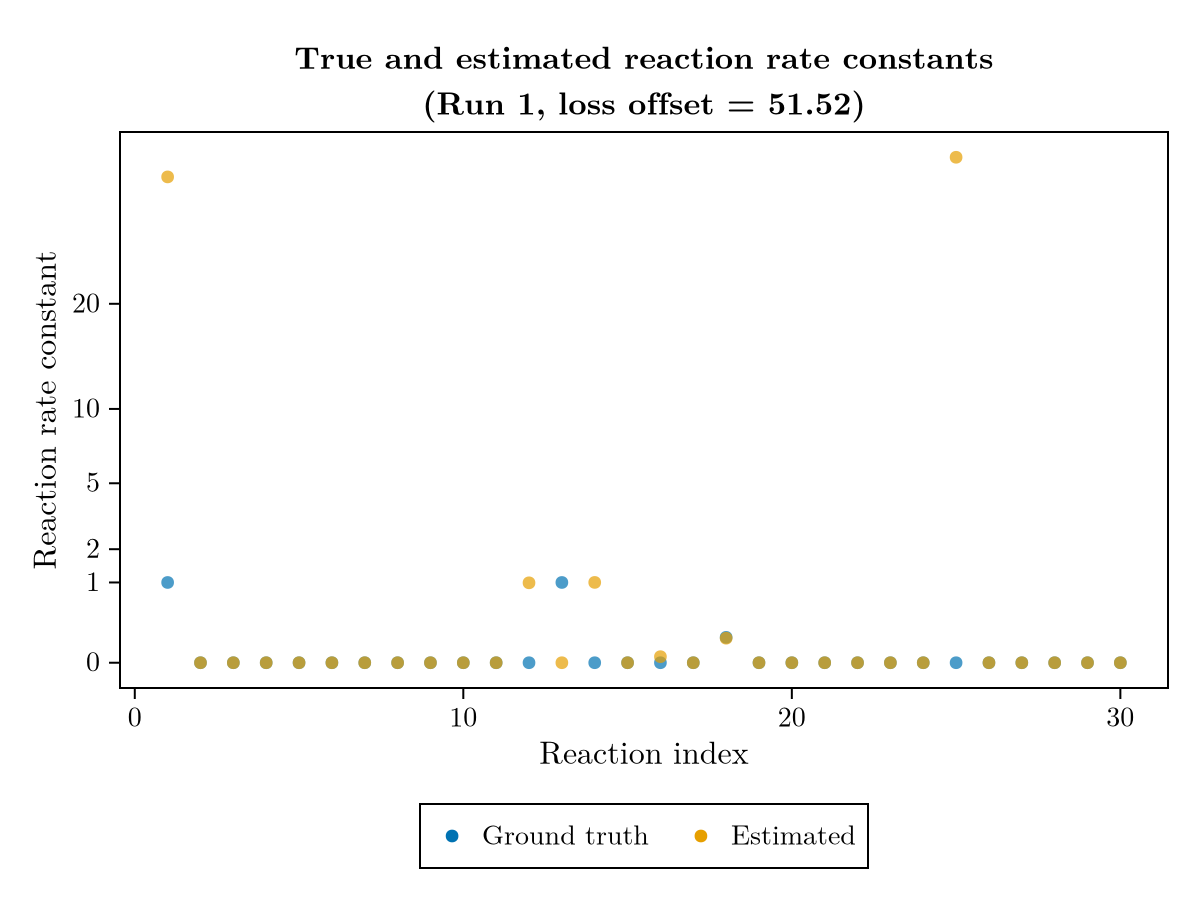 True and estimated reaction rate constants
(Run 1, loss offset = 51.52)
Reaction rate constant
20
10
5
2
1
0
0 10 20 30
Reaction index
Ground truth Estimated